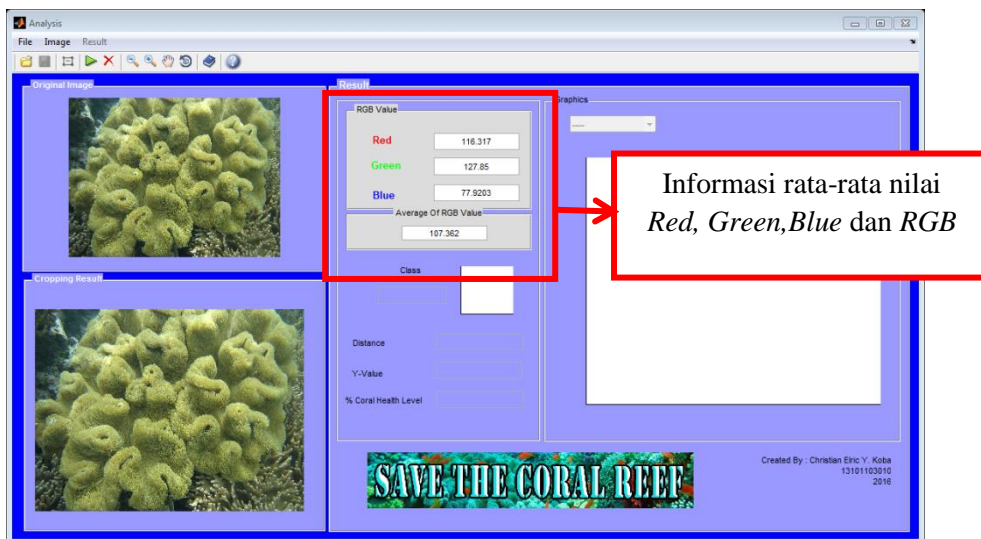 Analysis
File Image Result
Original Image
Result
RGB Value
Red 116.317
Green 127.85
Blue 77.9203
Average Of RGB Value
107.362
Graphics
Informasi rata-rata nilai
Red, Green,Blue dan RGB
Class
Cropping Result
Distance
Y-Value
% Coral Health Level
SAVE THE CORAL REEF
Created By : Christian Elric Y. Koba
13101103010
2016